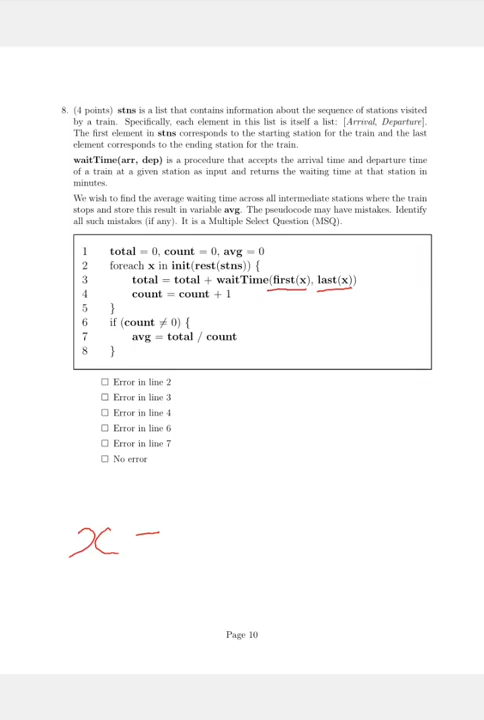 8. (4 points) stns is a list that contains information about the sequence of stations visited
by a train. Specifically, each element in this list is itself a list: [Arrival, Departure].
The first element in stns corresponds to the starting station for the train and the last
element corresponds to the ending station for the train.
waitTime(arr, dep) is a procedure that accepts the arrival time and departure time
of a train at a given station as input and returns the waiting time at that station in
minutes.
We wish to find the average waiting time across all intermediate stations where the train
stops and store this result in variable avg. The pseudocode may have mistakes. Identify
all such mistakes (if any). It is a Multiple Select Question (MSQ).
1 total = 0, count = 0, avg = 0
2 foreach x in init(rest(stns)) {
3 total = total + waitTime(first(x), last(x))
4 count = count + 1
5 }
6 if (count ≠ 0) {
7 avg = total / count
8 }
☐ Error in line 2
☐ Error in line 3
☐ Error in line 4
☐ Error in line 6
☐ Error in line 7
☐ No error
x -
Page 10